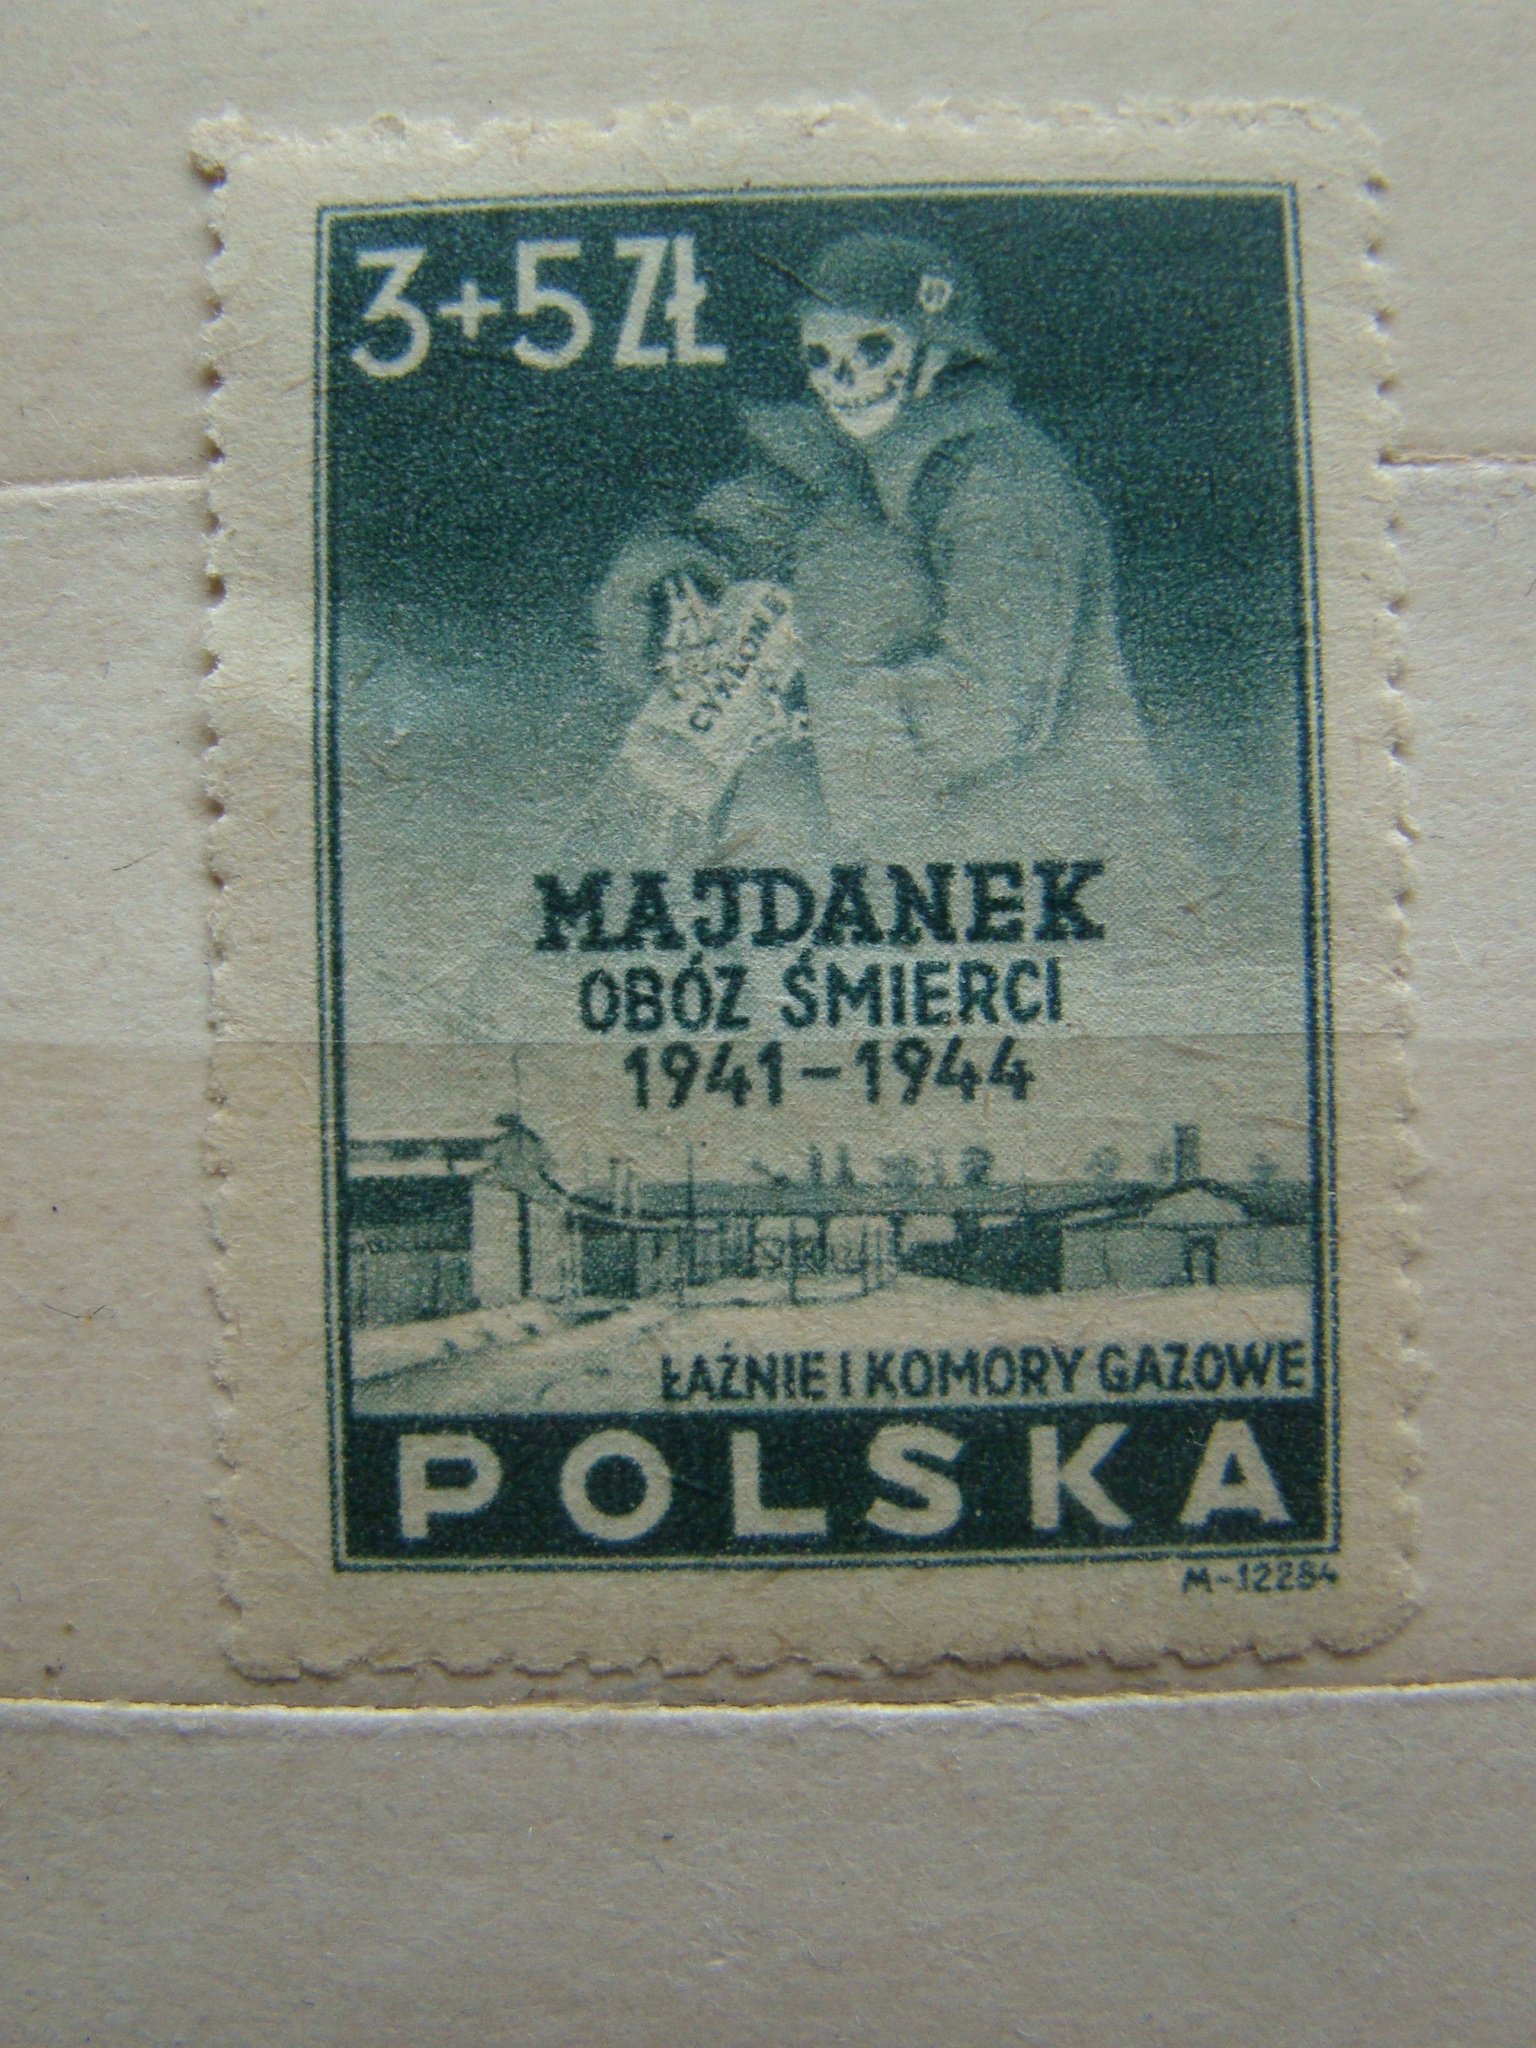 3+5 ZŁ
CYKLON
MAJDANEK
OBÓZ ŚMIERCI
1941-1944
ŁAŹNIE I KOMORY GAZOWE
POLSKA
M-12284